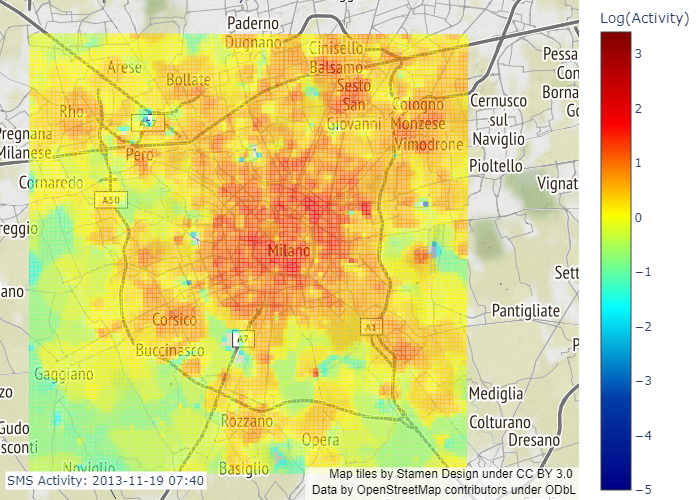 Paderno
Dugnano
Cinisello
Balsamo
Log(Activity)
Arese
Bollate
Sesto
San
Giovanni
Pessa
Con
Borna
Rho
A52
Cologno
Monzese
Vimodrone
Cernusco
sul
Naviglio
Pregnana
Milanese
Pero
Pioltello
Cornaredo
A50
Vignat
reggio
Milano
Sett
ano
Corsico
A1
Pantigliate
A7
Buccinasco
Gaggiano
Mediglia
zo
Rozzano
Colturano
Gudo
sconti
Opera
Dresano
Noviglio
Basiglio
SMS Activity: 2013-11-19 07:40
Map tiles by Stamen Design under CC BY 3.0
Data by OpenStreetMap contributors under ODbL
3
2
1
0
−1
−2
−3
−4
−5